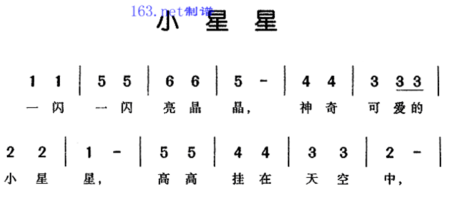 163.net制谱
小星星
1 1 | 5 5 | 6 6 | 5 - | 4 4 | 3 3 3 |
一闪 一闪 亮晶 晶, 神奇 可爱的
2 2 | 1 - | 5 5 | 4 4 | 3 3 | 2 - |
小星 星, 高高 挂在 天空 中,